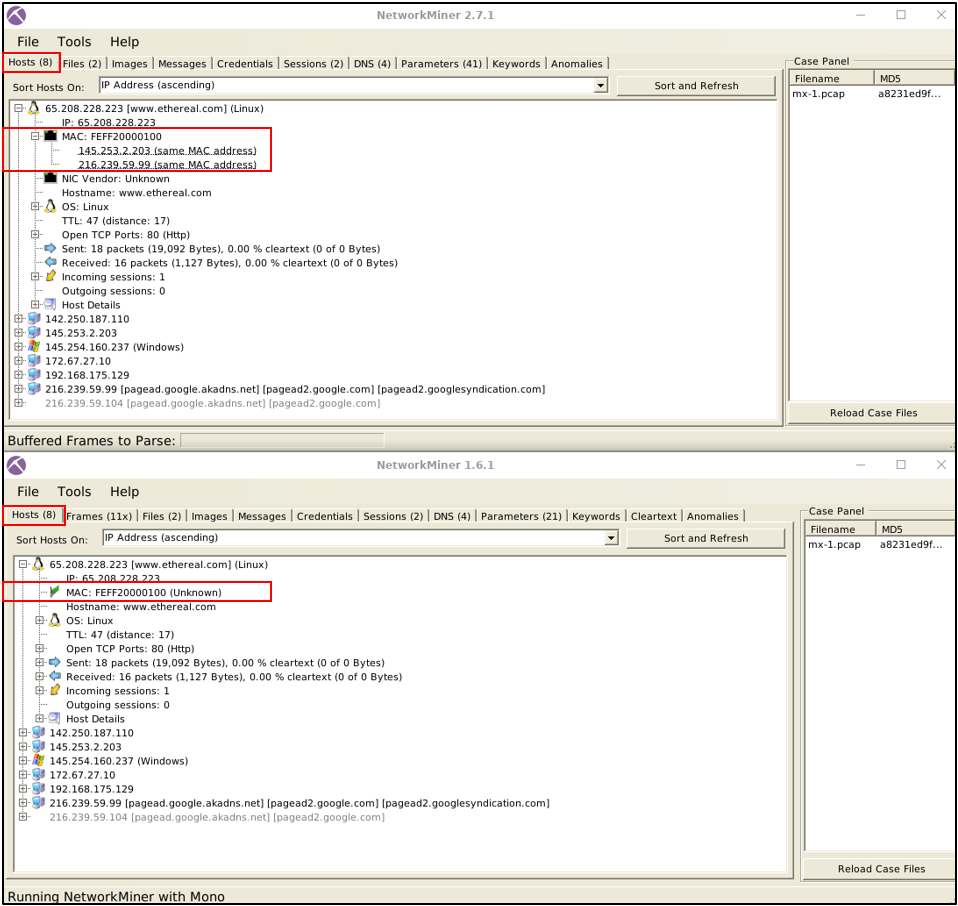 NetworkMiner 2.7.1
File Tools Help
Hosts (8) Files (2) Images Messages Credentials Sessions (2) DNS (4) Parameters (41) Keywords Anomalies
Sort Hosts On: IP Address (ascending) Sort and Refresh
65.208.228.223 [www.ethereal.com] (Linux)
IP: 65.208.228.223
MAC: FEFF20000100
145.253.2.203 (same MAC address)
216.239.59.99 (same MAC address)
NIC Vendor: Unknown
Hostname: www.ethereal.com
OS: Linux
TTL: 47 (distance: 17)
Open TCP Ports: 80 (Http)
Sent: 18 packets (19,092 Bytes), 0.00 % cleartext (0 of 0 Bytes)
Received: 16 packets (1,127 Bytes), 0.00 % cleartext (0 of 0 Bytes)
Incoming sessions: 1
Outgoing sessions: 0
Host Details
142.250.187.110
145.253.2.203
145.254.160.237 (Windows)
172.67.27.10
192.168.175.129
216.239.59.99 [pagead.google.akadns.net] [pagead2.google.com] [pagead2.googlesyndication.com]
216.239.59.104 [pagead.google.akadns.net] [pagead2.google.com]
Case Panel
Filename MD5
mx-1.pcap a8231ed9f...
Reload Case Files
Buffered Frames to Parse:
NetworkMiner 1.6.1
File Tools Help
Hosts (8) Frames (11x) Files (2) Images Messages Credentials Sessions (2) DNS (4) Parameters (21) Keywords Cleartext Anomalies
Sort Hosts On: IP Address (ascending) Sort and Refresh
65.208.228.223 [www.ethereal.com] (Linux)
IP: 65.208.228.223
MAC: FEFF20000100 (Unknown)
Hostname: www.ethereal.com
OS: Linux
TTL: 47 (distance: 17)
Open TCP Ports: 80 (Http)
Sent: 18 packets (19,092 Bytes), 0.00 % cleartext (0 of 0 Bytes)
Received: 16 packets (1,127 Bytes), 0.00 % cleartext (0 of 0 Bytes)
Incoming sessions: 1
Outgoing sessions: 0
Host Details
142.250.187.110
145.253.2.203
145.254.160.237 (Windows)
172.67.27.10
192.168.175.129
216.239.59.99 [pagead.google.akadns.net] [pagead2.google.com] [pagead2.googlesyndication.com]
216.239.59.104 [pagead.google.akadns.net] [pagead2.google.com]
Case Panel
Filename MD5
mx-1.pcap a8231ed9f...
Reload Case Files
Running NetworkMiner with Mono